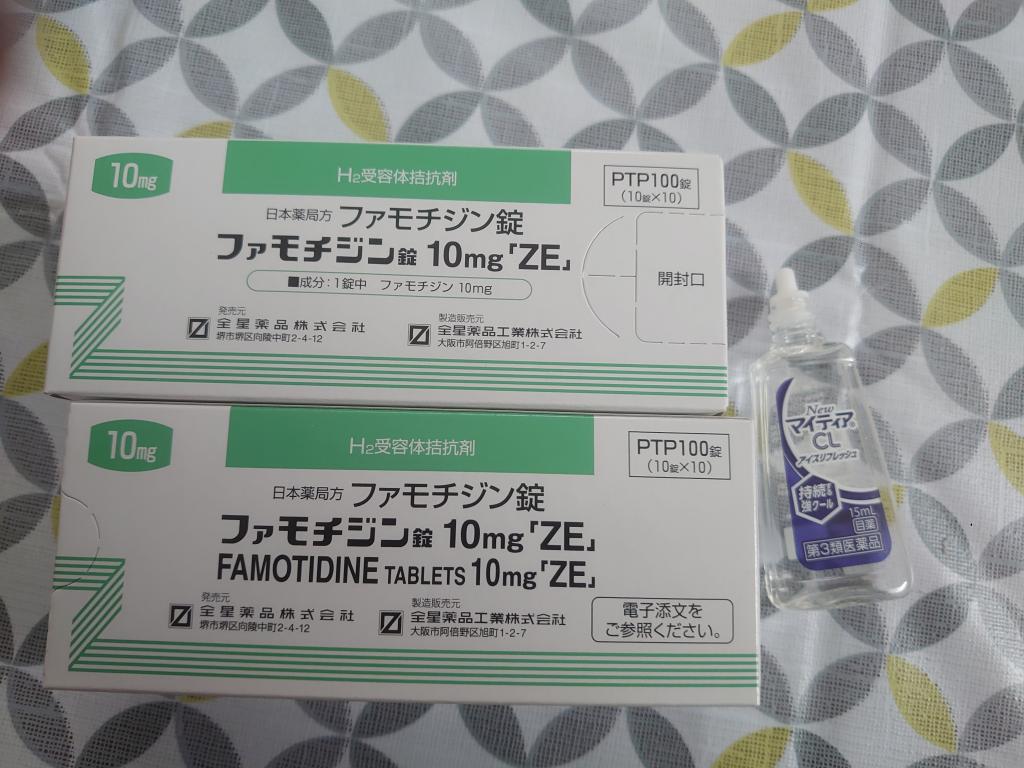 10mg
H2受容体拮抗剤
PTP100錠
(10錠×10)
日本薬局方 ファモチジン錠
ファモチジン錠 10mg「ZE」
■成分:1錠中 ファモチジン 10mg
開封口
発売元
全星薬品株式会社
堺市堺区向陵中町2-4-12
製造販売元
全星薬品工業株式会社
大阪市阿倍野区旭町1-2-7
10mg
H2受容体拮抗剤
PTP100錠
(10錠×10)
日本薬局方 ファモチジン錠
ファモチジン錠 10mg「ZE」
FAMOTIDINE TABLETS 10mg「ZE」
発売元
全星薬品株式会社
堺市堺区向陵中町2-4-12
製造販売元
全星薬品工業株式会社
大阪市阿倍野区旭町1-2-7
電子添文を
ご参照ください。
New
マイティア®
CL
アイスリフレッシュ
持続する
強クール
15mL
目薬
第3類医薬品